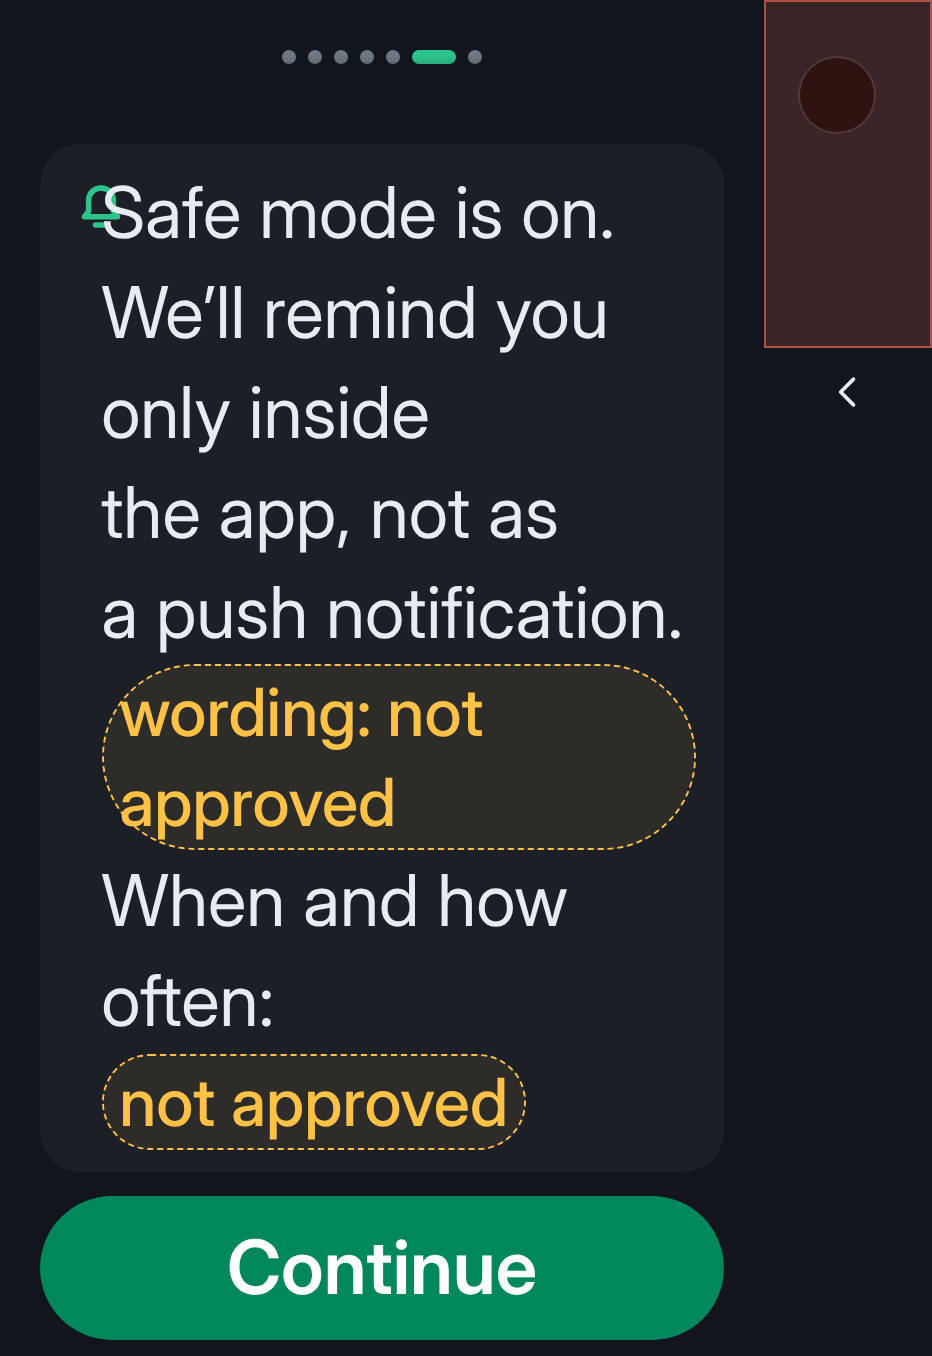 Safe mode is on.
We’ll remind you
only inside
the app, not as
a push notification.
wording: not
approved
When and how
often:
not approved
Continue